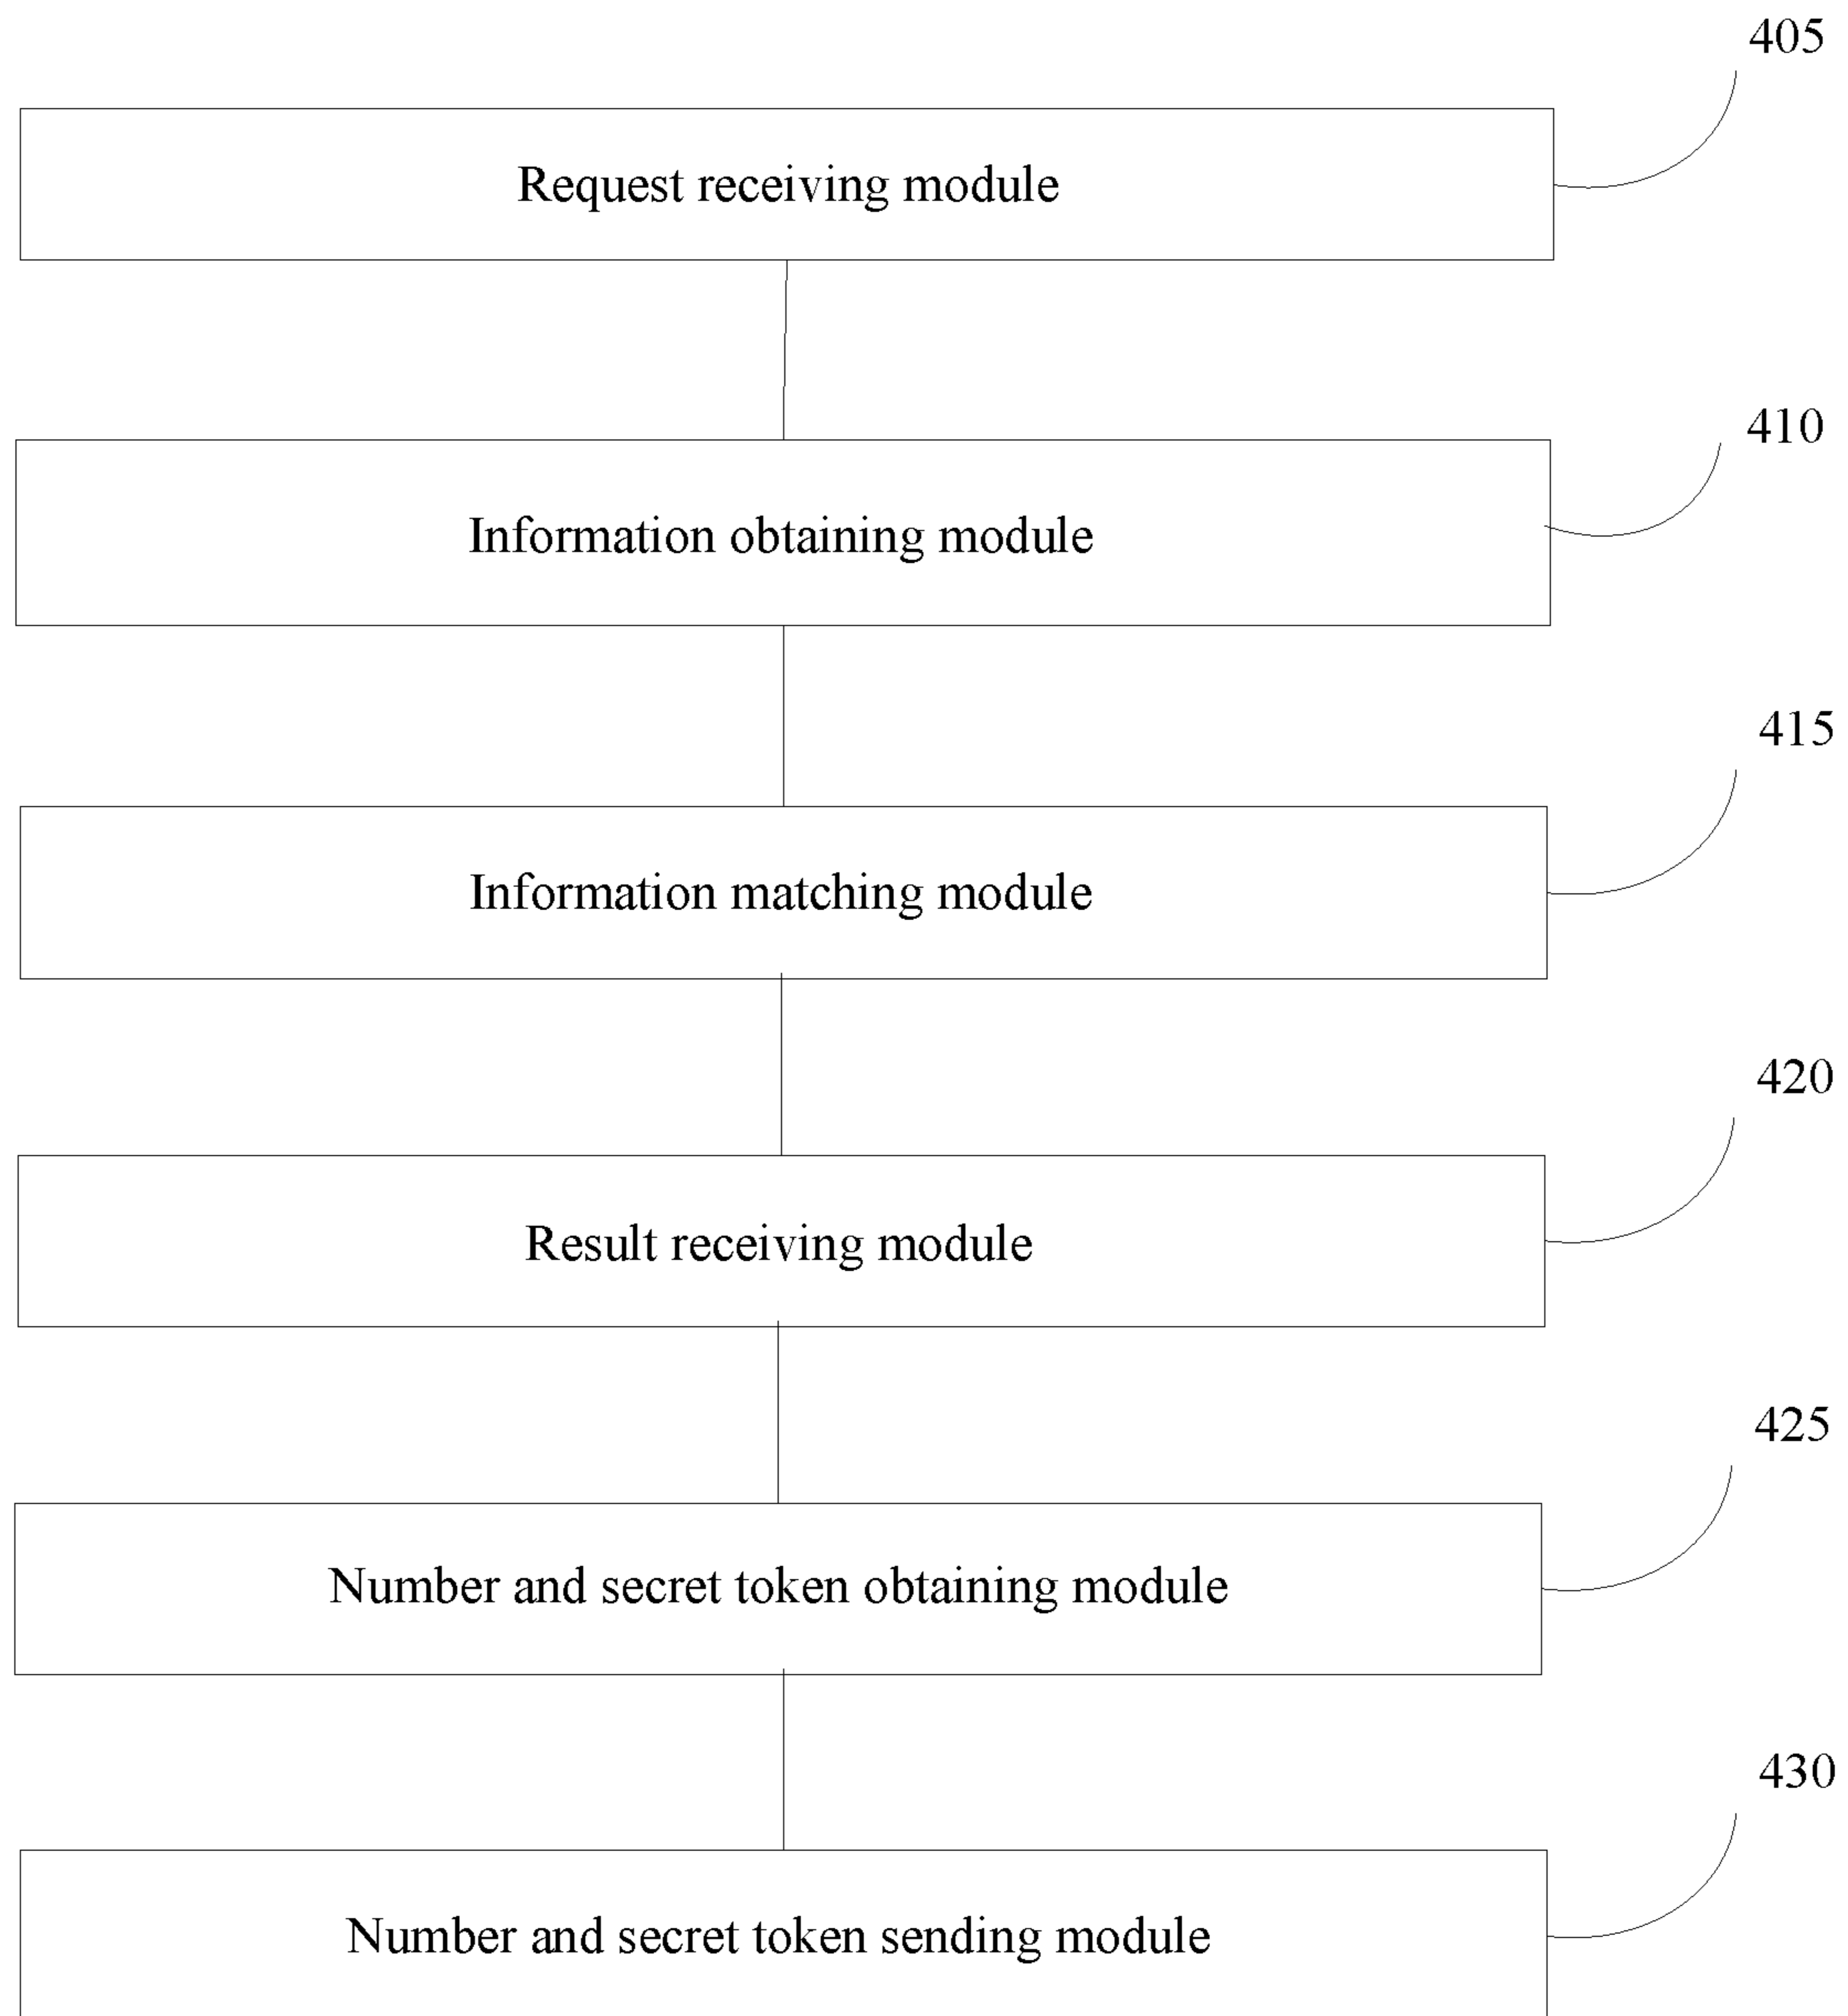 405
Request receiving module
410
Information obtaining module
415
Information matching module
420
Result receiving module
425
Number and secret token obtaining module
430
Number and secret token sending module